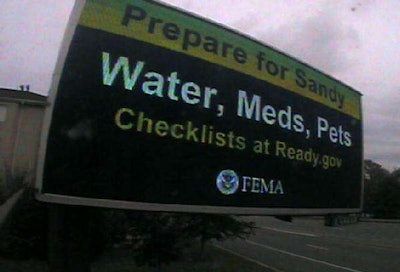 Prepare for Sandy
Water, Meds, Pets
Checklists at Ready.gov
FEMA